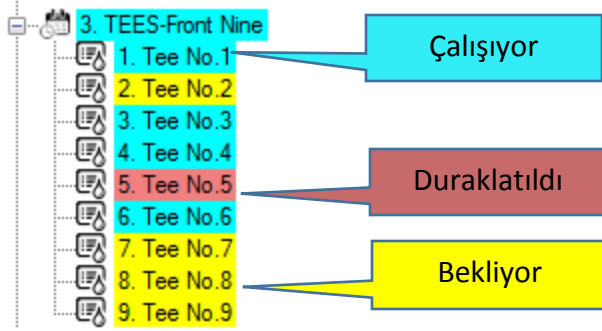 3. TEES-Front Nine
1. Tee No.1
Çalışıyor
2. Tee No.2
3. Tee No.3
4. Tee No.4
5. Tee No.5
Duraklatıldı
6. Tee No.6
7. Tee No.7
8. Tee No.8
Bekliyor
9. Tee No.9